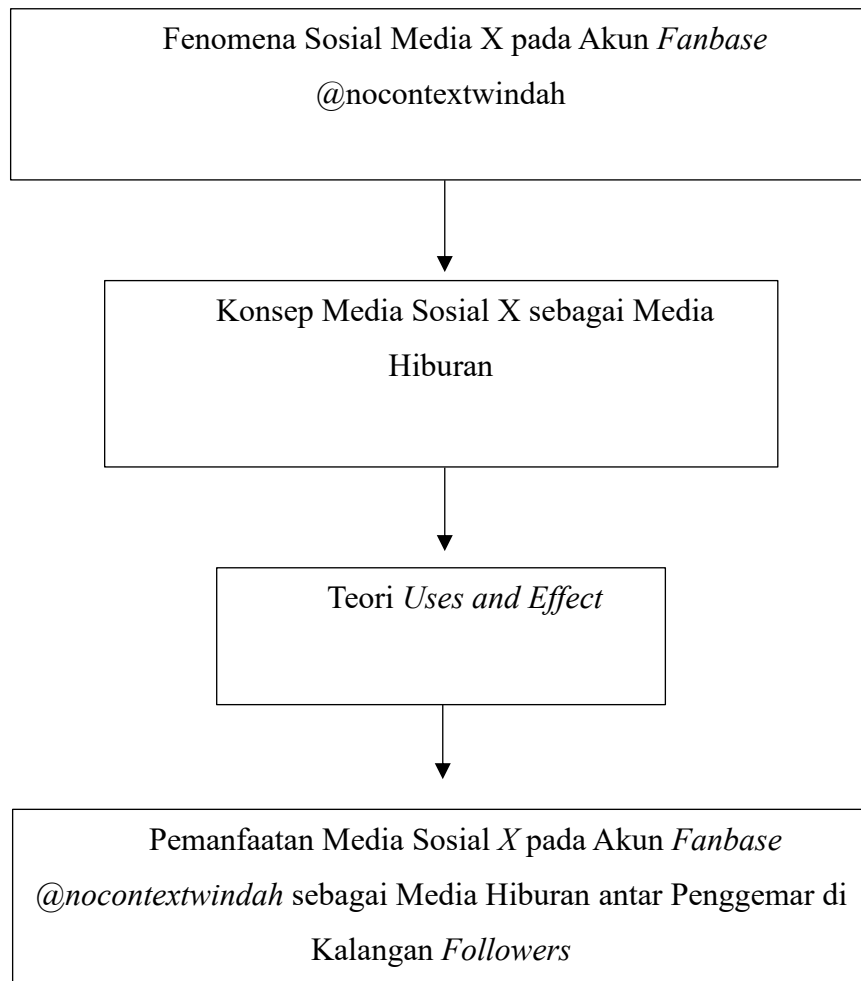 Fenomena Sosial Media X pada Akun Fanbase
@nocontextwindah
Konsep Media Sosial X sebagai Media
Hiburan
Teori Uses and Effect
Pemanfaatan Media Sosial X pada Akun Fanbase
@nocontextwindah sebagai Media Hiburan antar Penggemar di
Kalangan Followers